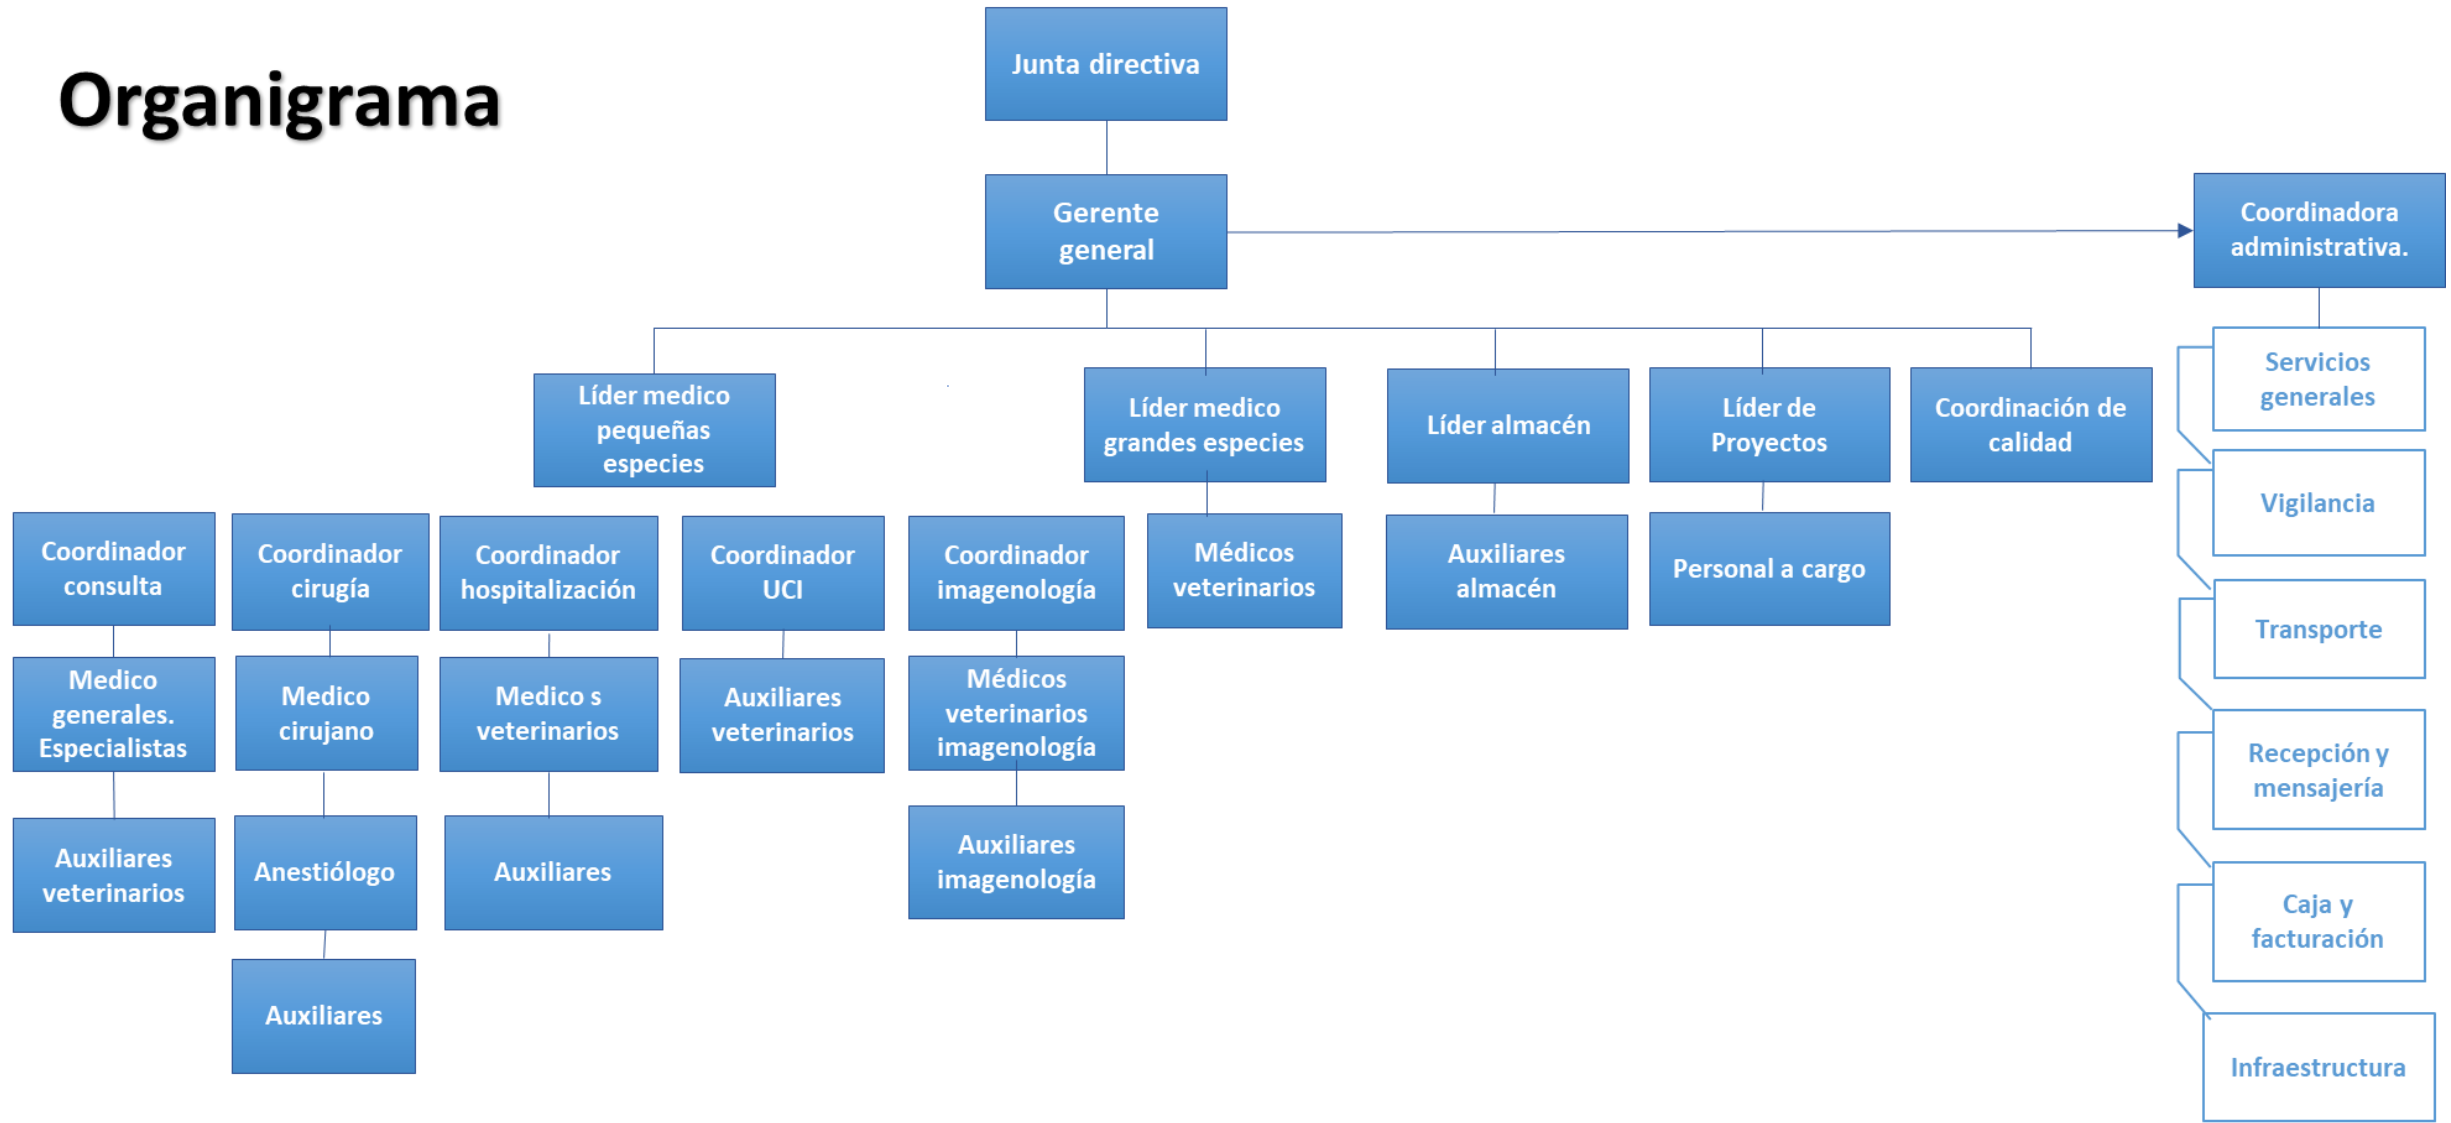 Organigrama
Junta directiva
Gerente
general
Coordinadora
administrativa.
Líder medico
pequeñas
especies
Líder medico
grandes especies
Líder almacén
Líder de
Proyectos
Coordinación de
calidad
Servicios
generales
Vigilancia
Transporte
Recepción y
mensajería
Caja y
facturación
Infraestructura
Coordinador
consulta
Coordinador
cirugía
Coordinador
hospitalización
Coordinador
UCI
Coordinador
imagenología
Médicos
veterinarios
Auxiliares
almacén
Personal a cargo
Medico
generales.
Especialistas
Medico
cirujano
Medico s
veterinarios
Auxiliares
veterinarios
Médicos
veterinarios
imagenología
Auxiliares
veterinarios
Anestiólogo
Auxiliares
Auxiliares
imagenología
Auxiliares